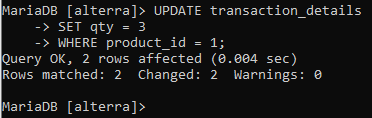 MariaDB [alterra]> UPDATE transaction_details
    -> SET qty = 3
    -> WHERE product_id = 1;
Query OK, 2 rows affected (0.004 sec)
Rows matched: 2  Changed: 2  Warnings: 0
MariaDB [alterra]>